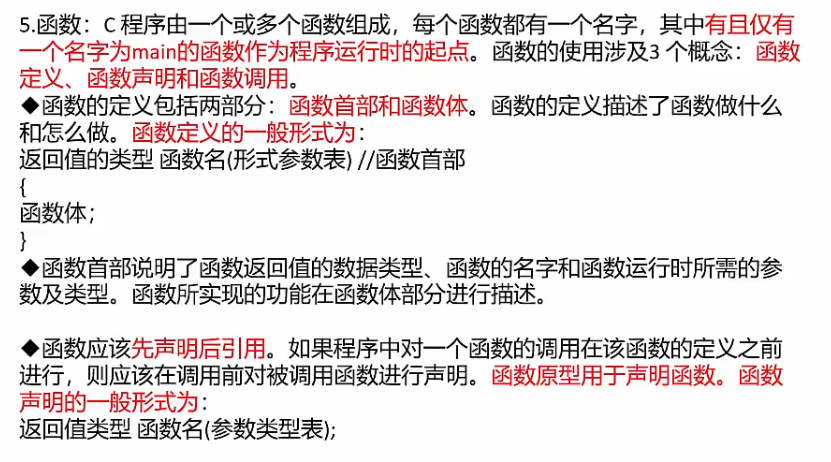 5.函数：C 程序由一个或多个函数组成，每个函数都有一个名字，其中有且仅有
一个名字为main的函数作为程序运行时的起点。函数的使用涉及3 个概念：函数
定义、函数声明和函数调用。
◆函数的定义包括两部分：函数首部和函数体。函数的定义描述了函数做什么
和怎么做。函数定义的一般形式为：
返回值的类型 函数名(形式参数表) //函数首部
{
函数体；
}
◆函数首部说明了函数返回值的数据类型、函数的名字和函数运行时所需的参
数及类型。函数所实现的功能在函数体部分进行描述。
◆函数应该先声明后引用。如果程序中对一个函数的调用在该函数的定义之前
进行，则应该在调用前对被调用函数进行声明。函数原型用于声明函数。函数
声明的一般形式为：
返回值类型 函数名(参数类型表);